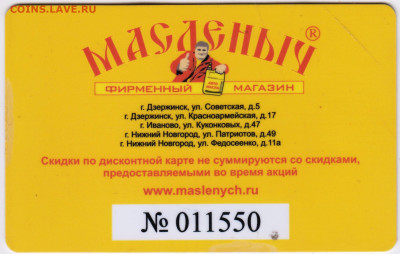 COINS.LAVE.RU
МАСЛЕНЫЧ®
ФИРМЕННЫЙ МАГАЗИН
г. Дзержинск, ул. Советская, д.5
г. Дзержинск, ул. Красноармейская, д.17
г. Иваново, ул. Куконковых, д.47
г. Нижний Новгород, ул. Патриотов, д.49
г. Нижний Новгород, ул. Федосеенко, д.11а
Скидки по дисконтной карте не суммируются со скидками,
предоставляемыми во время акций
www.maslenych.ru
№ 011550